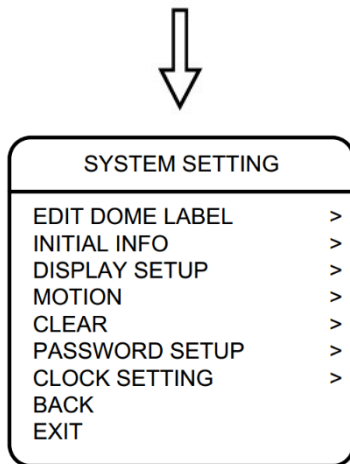 SYSTEM SETTING
EDIT DOME LABEL >
INITIAL INFO >
DISPLAY SETUP >
MOTION >
CLEAR >
PASSWORD SETUP >
CLOCK SETTING >
BACK
EXIT